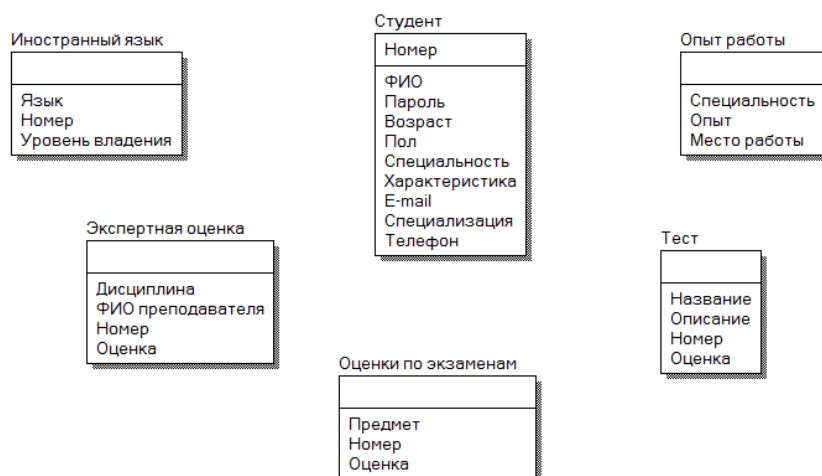 Иностранный язык
Язык
Номер
Уровень владения
Студент
Номер
ФИО
Пароль
Возраст
Пол
Специальность
Характеристика
E-mail
Специализация
Телефон
Опыт работы
Специальность
Опыт
Место работы
Экспертная оценка
Дисциплина
ФИО преподавателя
Номер
Оценка
Тест
Название
Описание
Номер
Оценка
Оценки по экзаменам
Предмет
Номер
Оценка